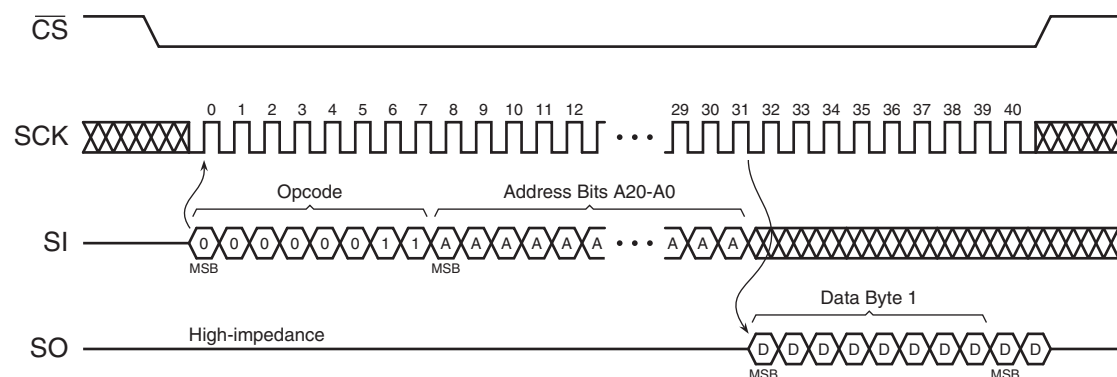 CS
SCK
0 1 2 3 4 5 6 7 8 9 10 11 12 29 30 31 32 33 34 35 36 37 38 39 40
Opcode
Address Bits A20-A0
SI
0 0 0 0 0 0 1 1 A A A A A A A A A
MSB MSB
Data Byte 1
High-impedance
SO
D D D D D D D D D D
MSB MSB